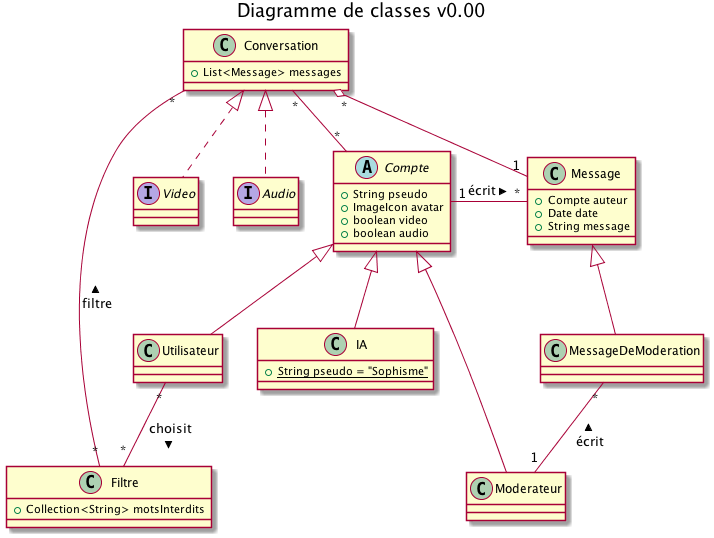 Diagramme de classes v0.00
C Conversation
List<Message> messages
*
*
*
*
1
I Video
I Audio
A Compte
String pseudo
ImageIcon avatar
boolean video
boolean audio
1 écrit ► *
C Message
Compte auteur
Date date
String message
▲
filtre
C Utilisateur
C IA
String pseudo = "Sophisme"
C MessageDeModeration
*
*
choisit
▼
▲
écrit
*
*
1
C Filtre
Collection<String> motsInterdits
C Moderateur